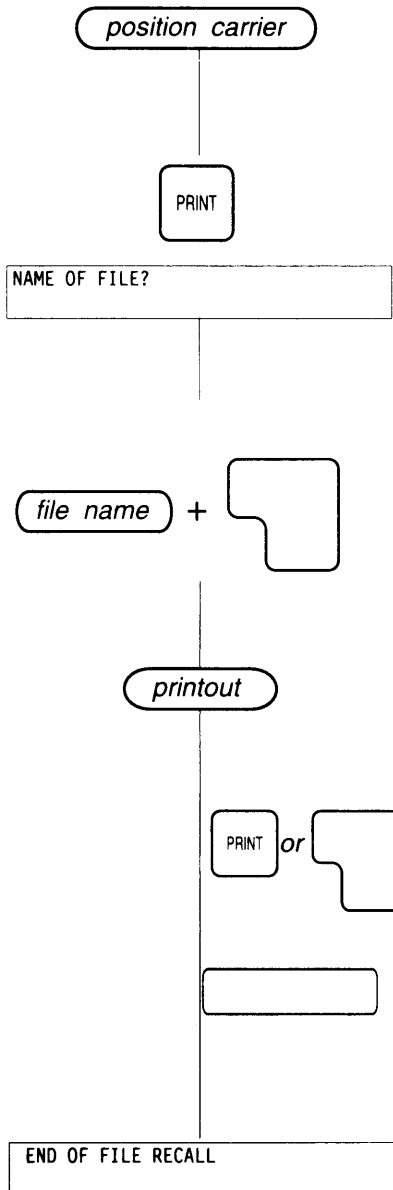 position carrier
PRINT
NAME OF FILE?
file name +
printout
PRINT or
END OF FILE RECALL